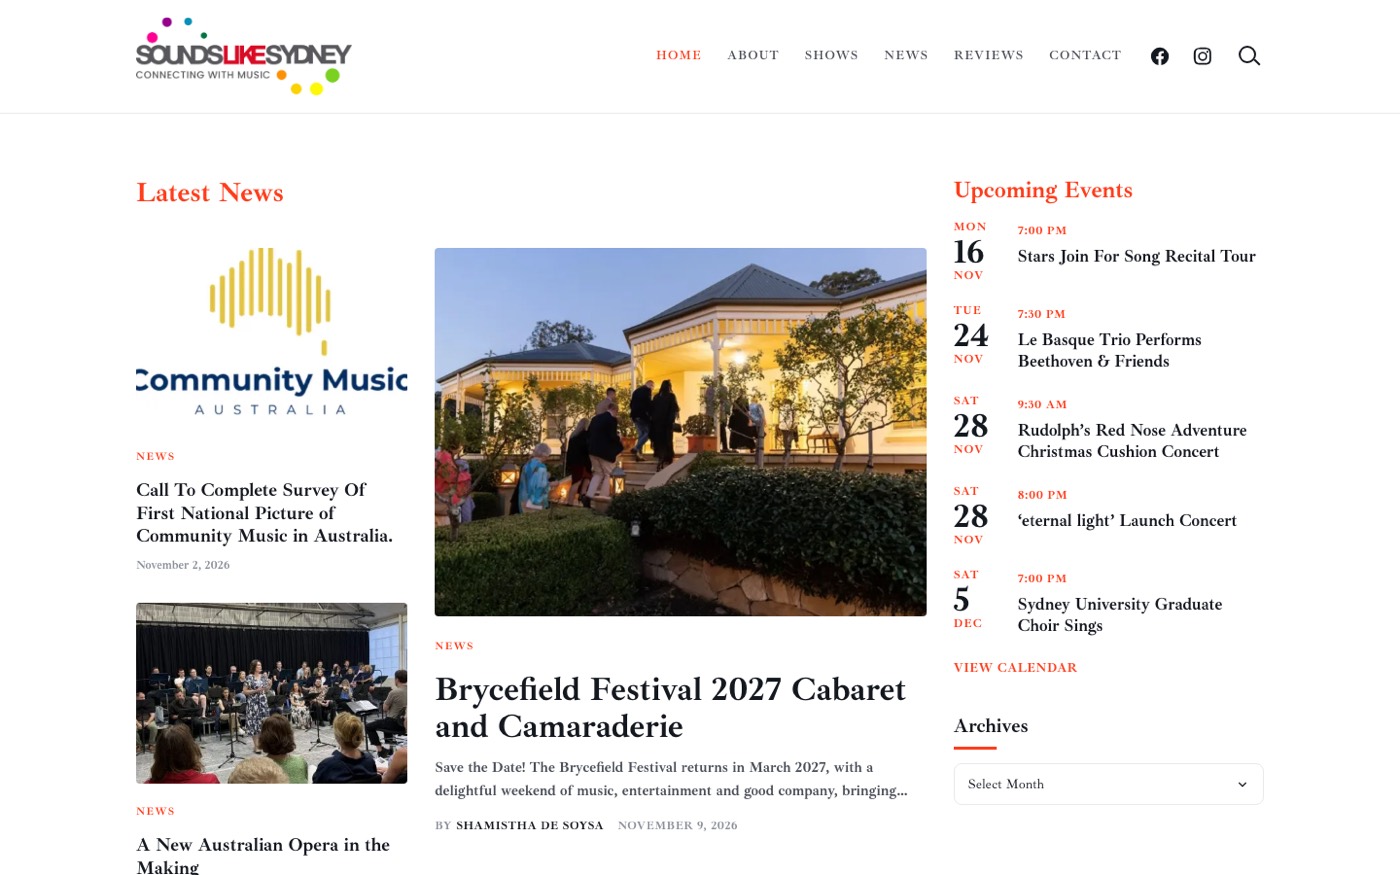 SOUNDSLIKESYDNEY
CONNECTING WITH MUSIC
HOME ABOUT SHOWS NEWS REVIEWS CONTACT
Latest News
Community Music
AUSTRALIA
NEWS
Call To Complete Survey Of
First National Picture of
Community Music in Australia.
November 2, 2026
NEWS
A New Australian Opera in the
Making
NEWS
Brycefield Festival 2027 Cabaret
and Camaraderie
Save the Date! The Brycefield Festival returns in March 2027, with a
delightful weekend of music, entertainment and good company, bringing...
BY SHAMISTHA DE SOYSA NOVEMBER 9, 2026
Upcoming Events
MON
16
NOV
7:00 PM
Stars Join For Song Recital Tour
TUE
24
NOV
7:30 PM
Le Basque Trio Performs
Beethoven & Friends
SAT
28
NOV
9:30 AM
Rudolph’s Red Nose Adventure
Christmas Cushion Concert
SAT
28
NOV
8:00 PM
‘eternal light’ Launch Concert
SAT
5
DEC
7:00 PM
Sydney University Graduate
Choir Sings
VIEW CALENDAR
Archives
Select Month